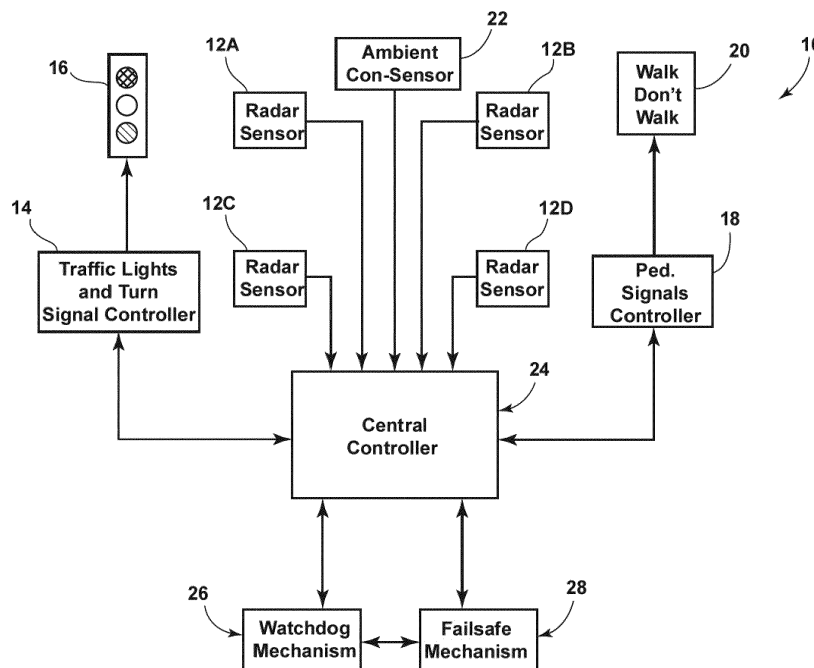 22
16
12A
Ambient
Con-Sensor
12B
20
Walk
Don't
Walk
Radar
Sensor
Radar
Sensor
14
12C
12D
18
Traffic Lights
and Turn
Signal Controller
Radar
Sensor
Radar
Sensor
Ped.
Signals
Controller
24
Central
Controller
26
Watchdog
Mechanism
Failsafe
Mechanism
28